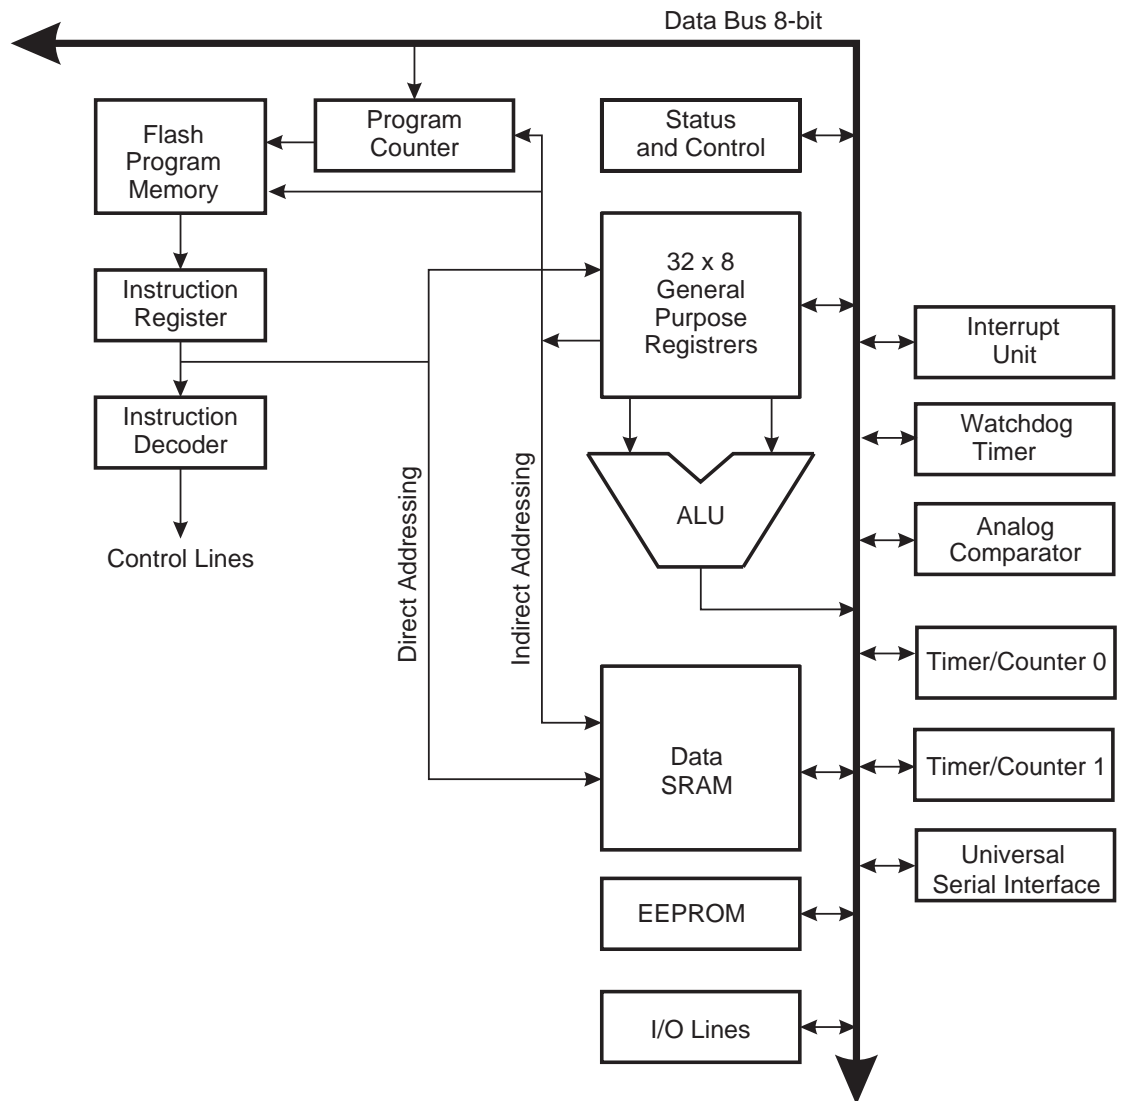 Data Bus 8-bit
Flash
Program
Memory
Program
Counter
Status
and Control
32 x 8
General
Purpose
Registrers
Instruction
Register
Interrupt
Unit
Instruction
Decoder
Watchdog
Timer
Direct Addressing
Indirect Addressing
ALU
Analog
Comparator
Control Lines
Timer/Counter 0
Data
SRAM
Timer/Counter 1
Universal
Serial Interface
EEPROM
I/O Lines